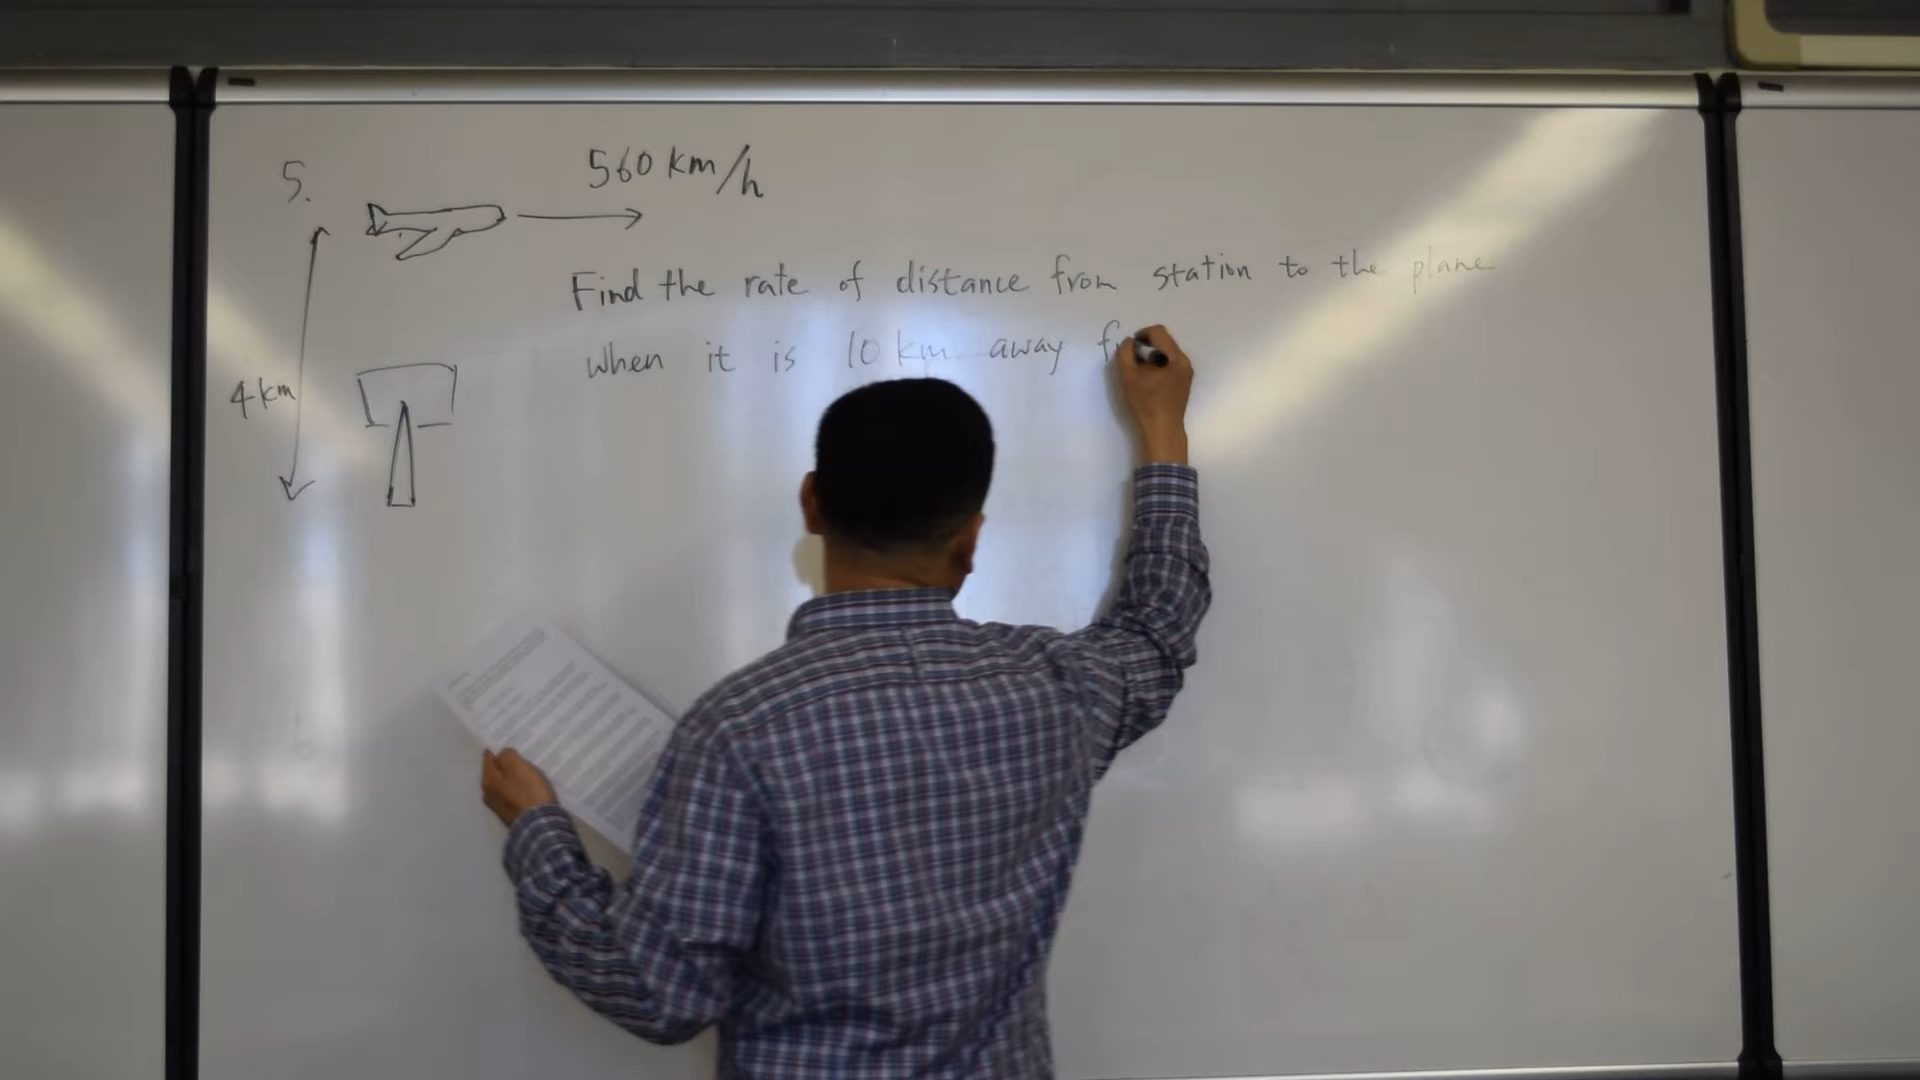 5.
560 km/h
Find the rate of distance from station to the plane
4 km
when it is 10 km away